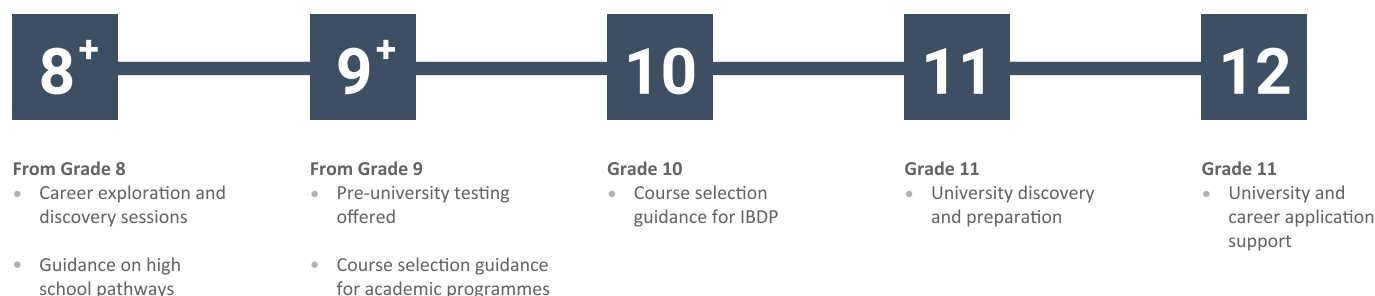 8+
9+
10
11
12
From Grade 8
• Career exploration and
discovery sessions
• Guidance on high
school pathways
From Grade 9
• Pre-university testing
offered
• Course selection guidance
for academic programmes
Grade 10
• Course selection
guidance for IBDP
Grade 11
• University discovery
and preparation
Grade 11
• University and
career application
support